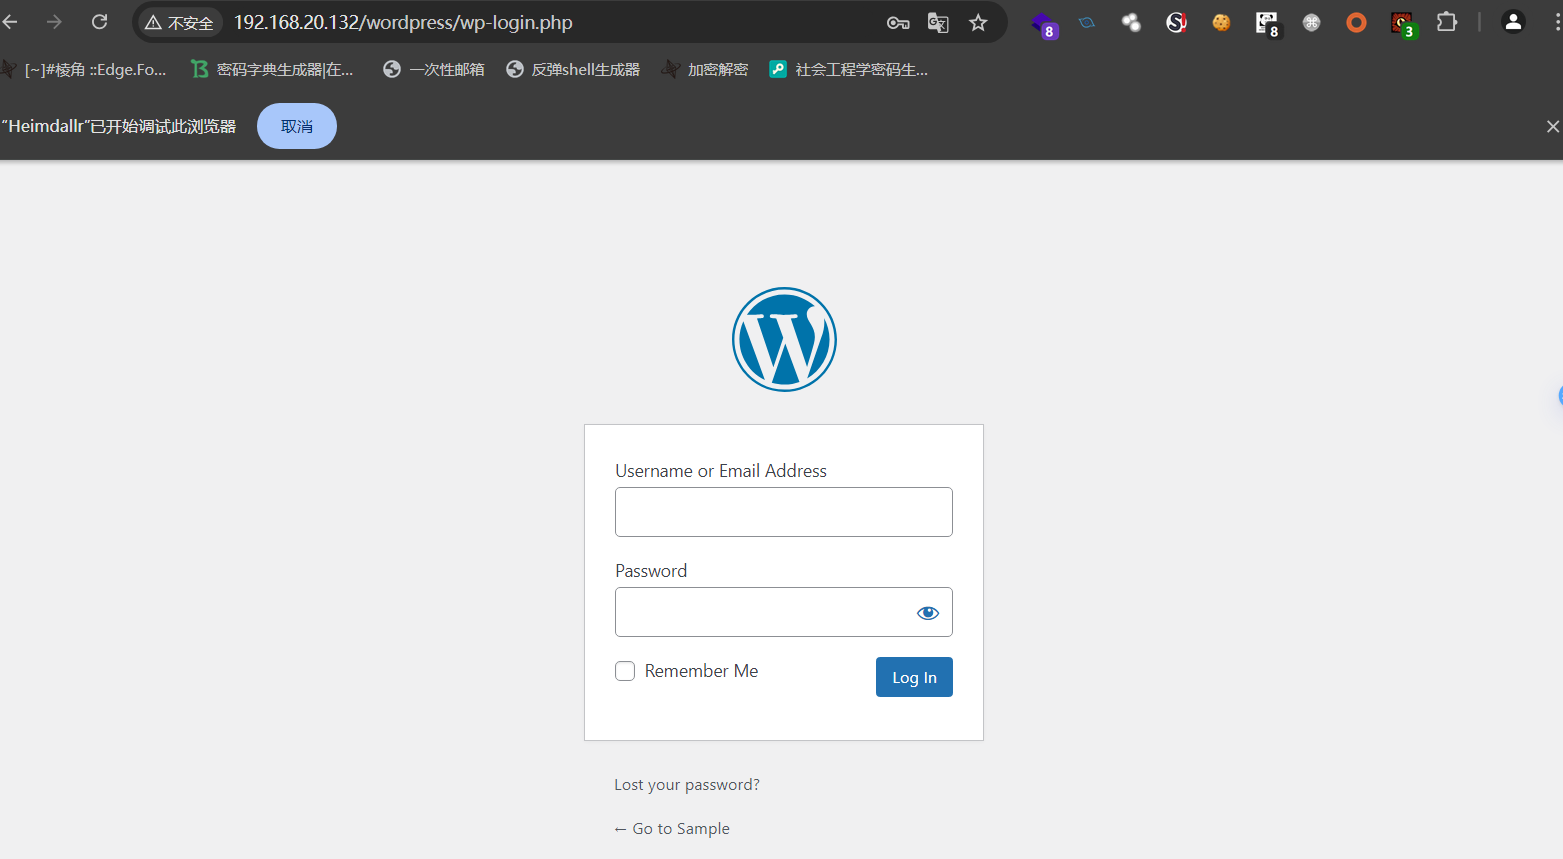 不安全 192.168.20.132/wordpress/wp-login.php 8 8 3
[~]#棱角 ::Edge.Fo... 密码字典生成器|在... 一次性邮箱 反弹shell生成器 加密解密 社会工程学密码生...
“Heimdallr”已开始调试此浏览器 取消
Username or Email Address
Password
Remember Me Log In
Lost your password?
← Go to Sample